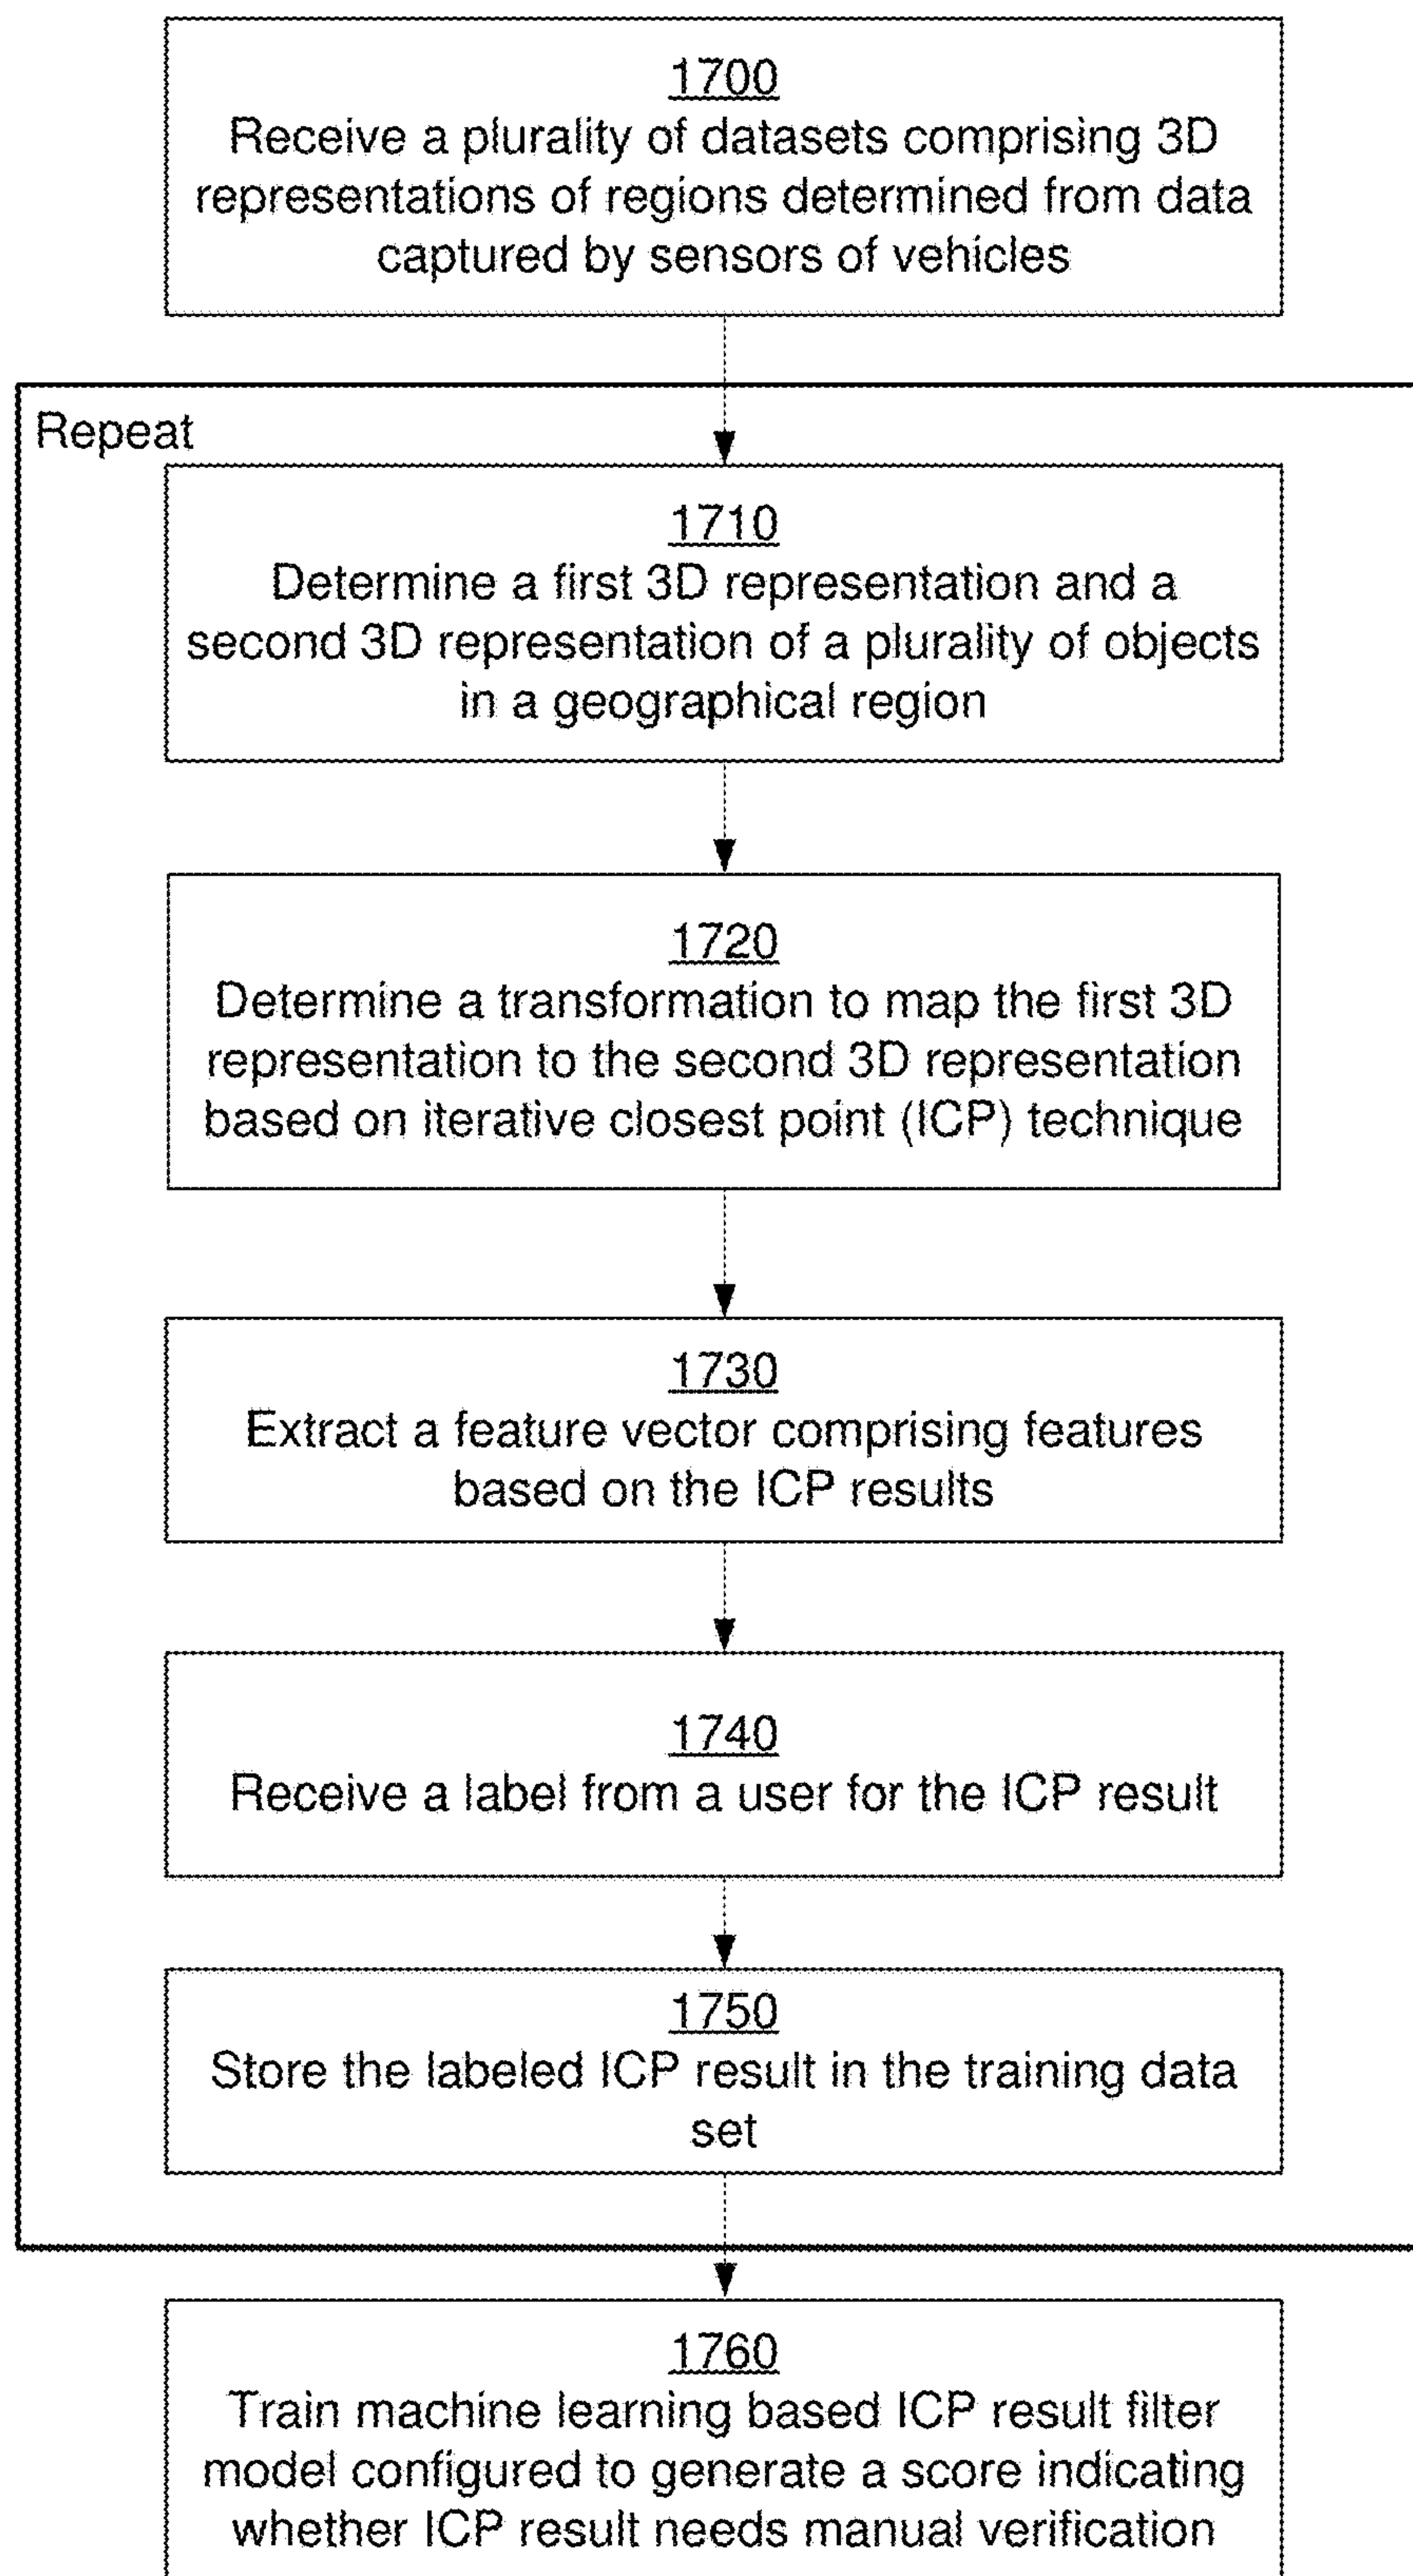 1700
Receive a plurality of datasets comprising 3D
representations of regions determined from data
captured by sensors of vehicles
Repeat
1710
Determine a first 3D representation and a
second 3D representation of a plurality of objects
in a geographical region
1720
Determine a transformation to map the first 3D
representation to the second 3D representation
based on iterative closest point (ICP) technique
1730
Extract a feature vector comprising features
based on the ICP results
1740
Receive a label from a user for the ICP result
1750
Store the labeled ICP result in the training data
set
1760
Train machine learning based ICP result filter
model configured to generate a score indicating
whether ICP result needs manual verification